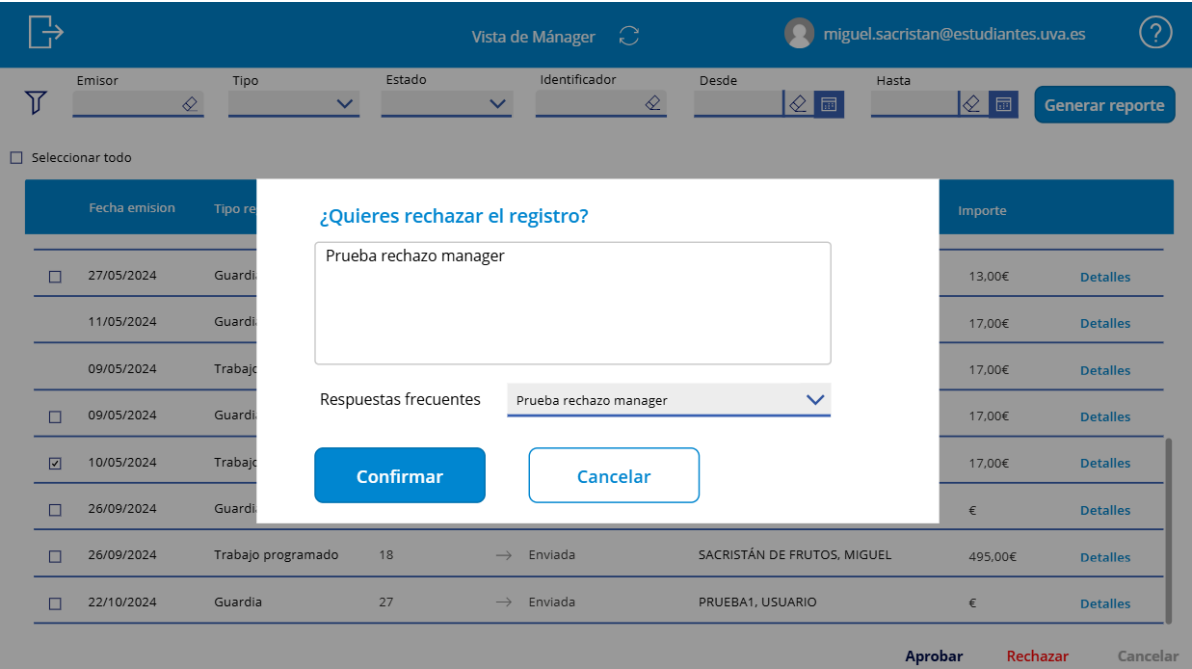 Vista de Mánager miguel.sacristan@estudiantes.uva.es ?
Emisor Tipo Estado Identificador Desde Hasta
Generar reporte
Seleccionar todo
Fecha emision Tipo re Importe
¿Quieres rechazar el registro?
Prueba rechazo manager
27/05/2024 Guardi 13,00€ Detalles
11/05/2024 Guardi 17,00€ Detalles
09/05/2024 Trabajo 17,00€ Detalles
Respuestas frecuentes Prueba rechazo manager
09/05/2024 Guardi 17,00€ Detalles
10/05/2024 Trabajo 17,00€ Detalles
Confirmar Cancelar
26/09/2024 Guardi € Detalles
26/09/2024 Trabajo programado 18 → Enviada SACRISTÁN DE FRUTOS, MIGUEL 495,00€ Detalles
22/10/2024 Guardia 27 → Enviada PRUEBA1, USUARIO € Detalles
Aprobar Rechazar Cancelar